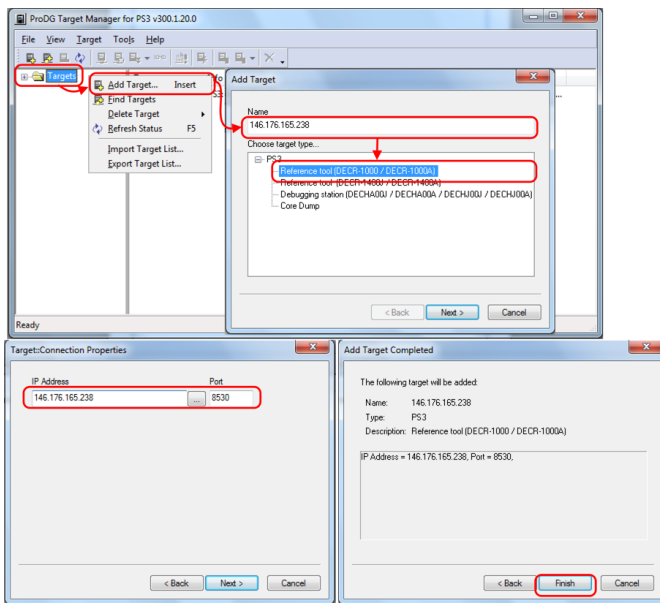 ProDG Target Manager for PS3 v300.1.20.0
File View Target Tools Help
Targets
Add Target... Insert
Find Targets
Delete Target
Refresh Status F5
Import Target List...
Export Target List...
Ready
Add Target
Name
146.176.165.238
Choose target type...
PS3
Reference tool (DECR-1000 / DECR-1000A)
Reference tool (DECR-1400J / DECR-1400A)
Debugging station (DECHA00J / DECHA00A / DECHJ00J / DECHJ00A)
Core Dump
< Back Next > Cancel
Target::Connection Properties
IP Address Port
146.176.165.238 ... 8530
< Back Next > Cancel
Add Target Completed
The following target will be added:
Name: 146.176.165.238
Type: PS3
Description: Reference tool (DECR-1000 / DECR-1000A)
IP Address = 146.176.165.238, Port = 8530,
< Back Finish Cancel